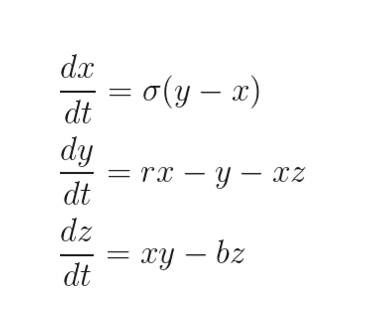 dx/dt = σ(y − x)
dy/dt = rx − y − xz
dz/dt = xy − bz